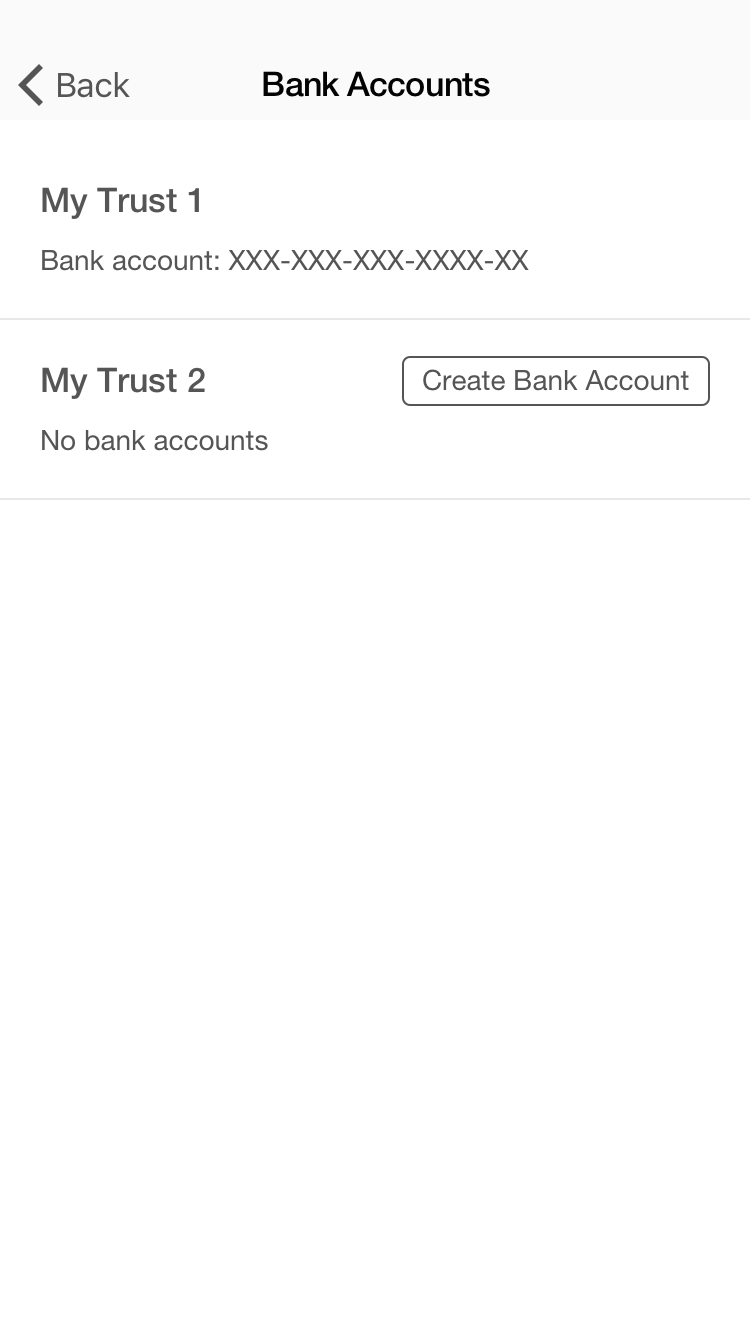 Back
Bank Accounts
My Trust 1
Bank account: XXX-XXX-XXX-XXXX-XX
My Trust 2
Create Bank Account
No bank accounts